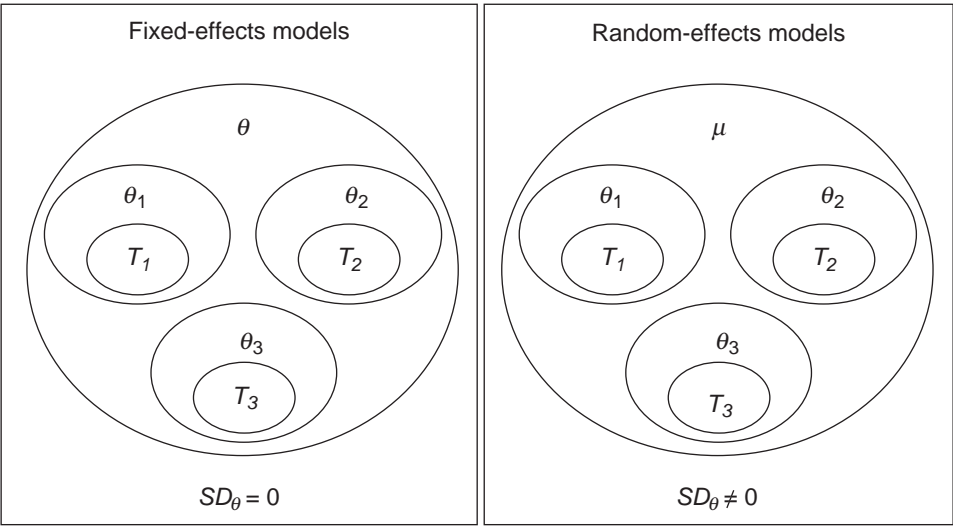 Fixed-effects models
θ
θ1
θ2
T1
T2
θ3
T3
SDθ = 0
Random-effects models
μ
θ1
θ2
T1
T2
θ3
T3
SDθ ≠ 0